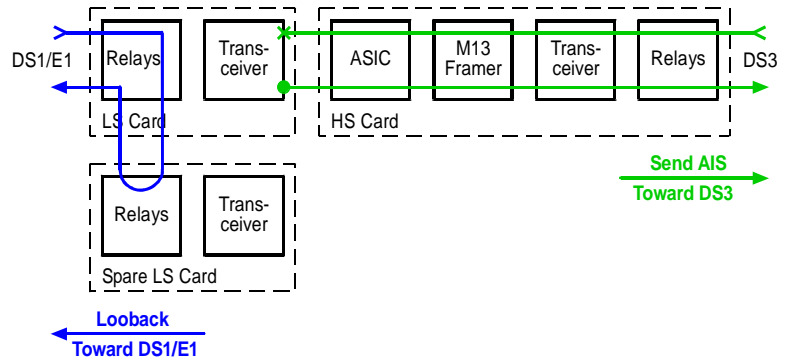 DS1/E1
Relays
Trans-
ceiver
LS Card
ASIC
M13
Framer
Trans-
ceiver
Relays
HS Card
DS3
Send AIS
Toward DS3
Relays
Trans-
ceiver
Spare LS Card
Looback
Toward DS1/E1